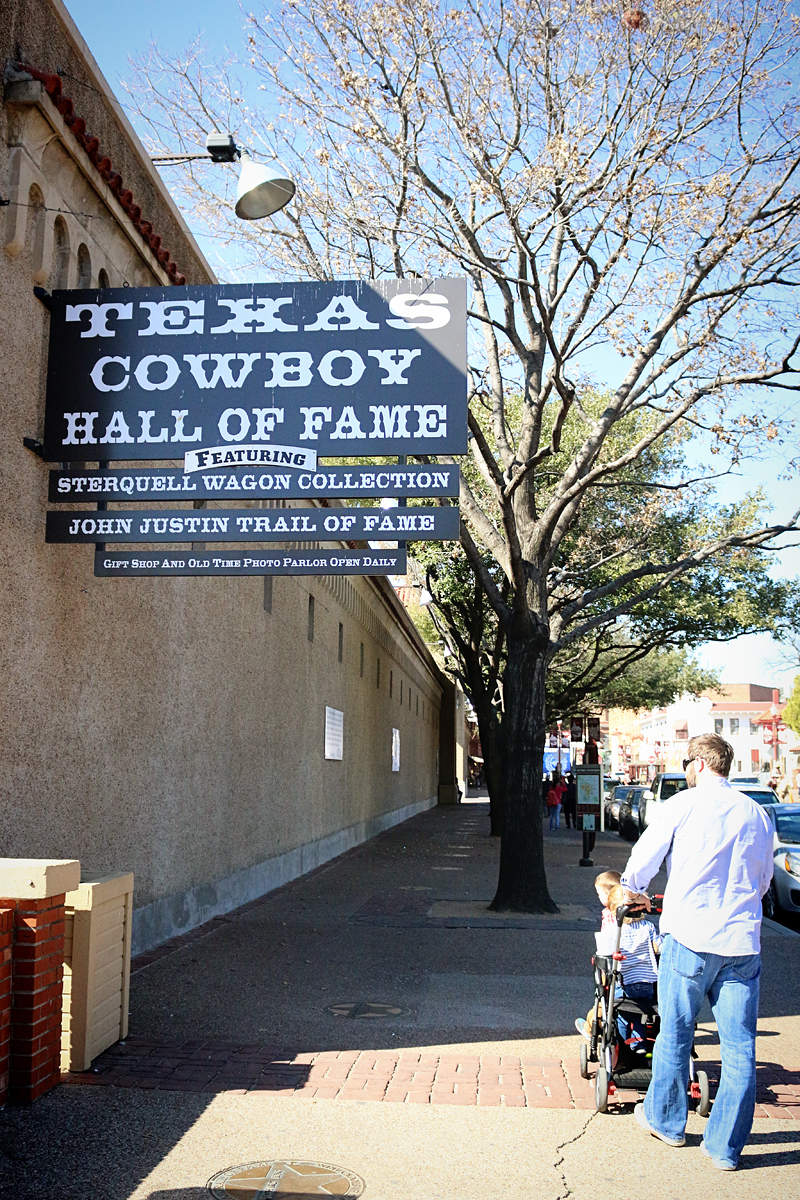 TEXAS
COWBOY
HALL OF FAME
FEATURING
STERQUELL WAGON COLLECTION
JOHN JUSTIN TRAIL OF FAME
GIFT SHOP AND OLD TIME PHOTO PARLOR OPEN DAILY